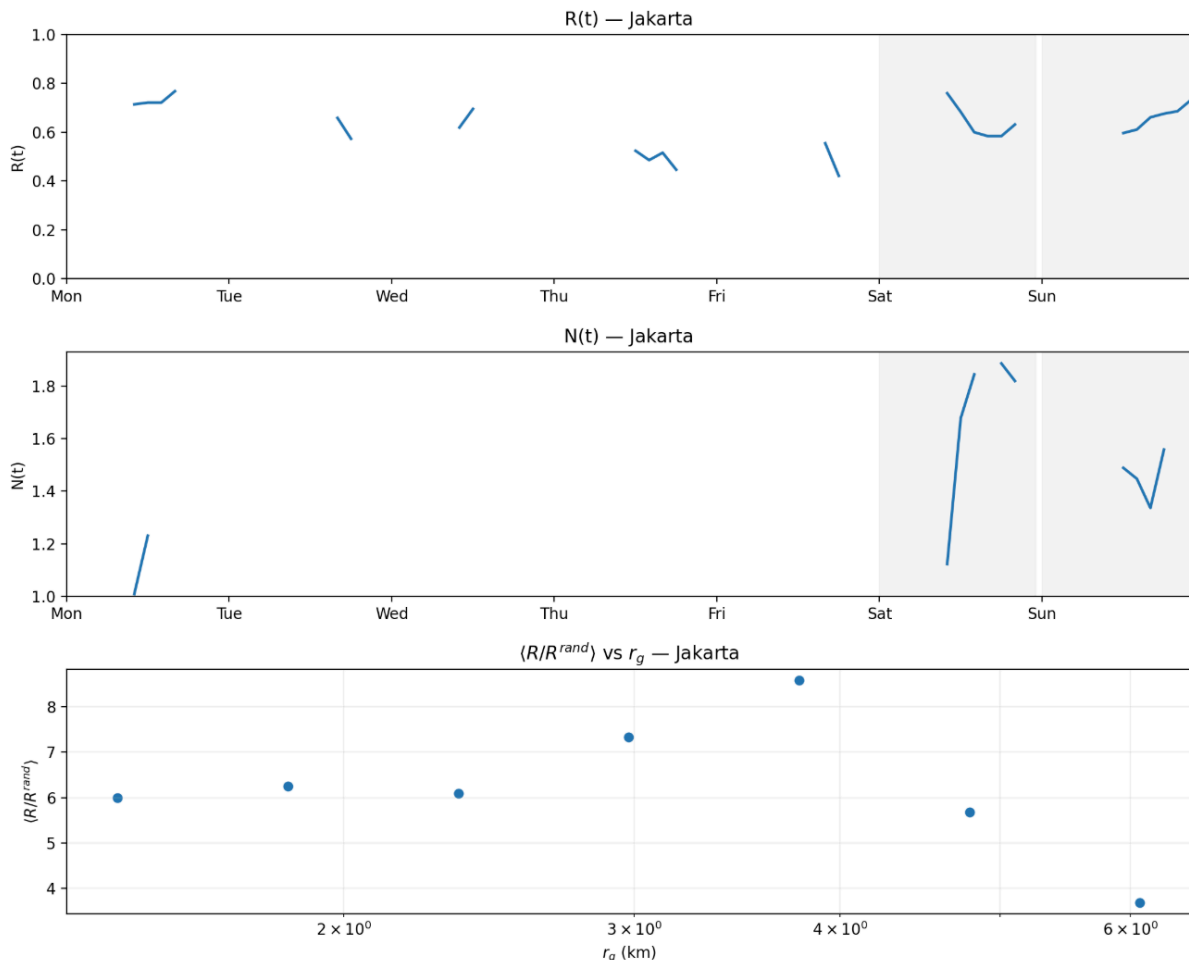 R(t) — Jakarta
1.0
0.8
0.6
0.4
0.2
0.0
R(t)
Mon Tue Wed Thu Fri Sat Sun
N(t) — Jakarta
1.8
1.6
1.4
1.2
1.0
N(t)
Mon Tue Wed Thu Fri Sat Sun
⟨R/R^rand⟩ vs r_g — Jakarta
8
7
6
5
4
⟨R/R^rand⟩
2 × 10⁰ 3 × 10⁰ 4 × 10⁰ 6 × 10⁰
r_g (km)